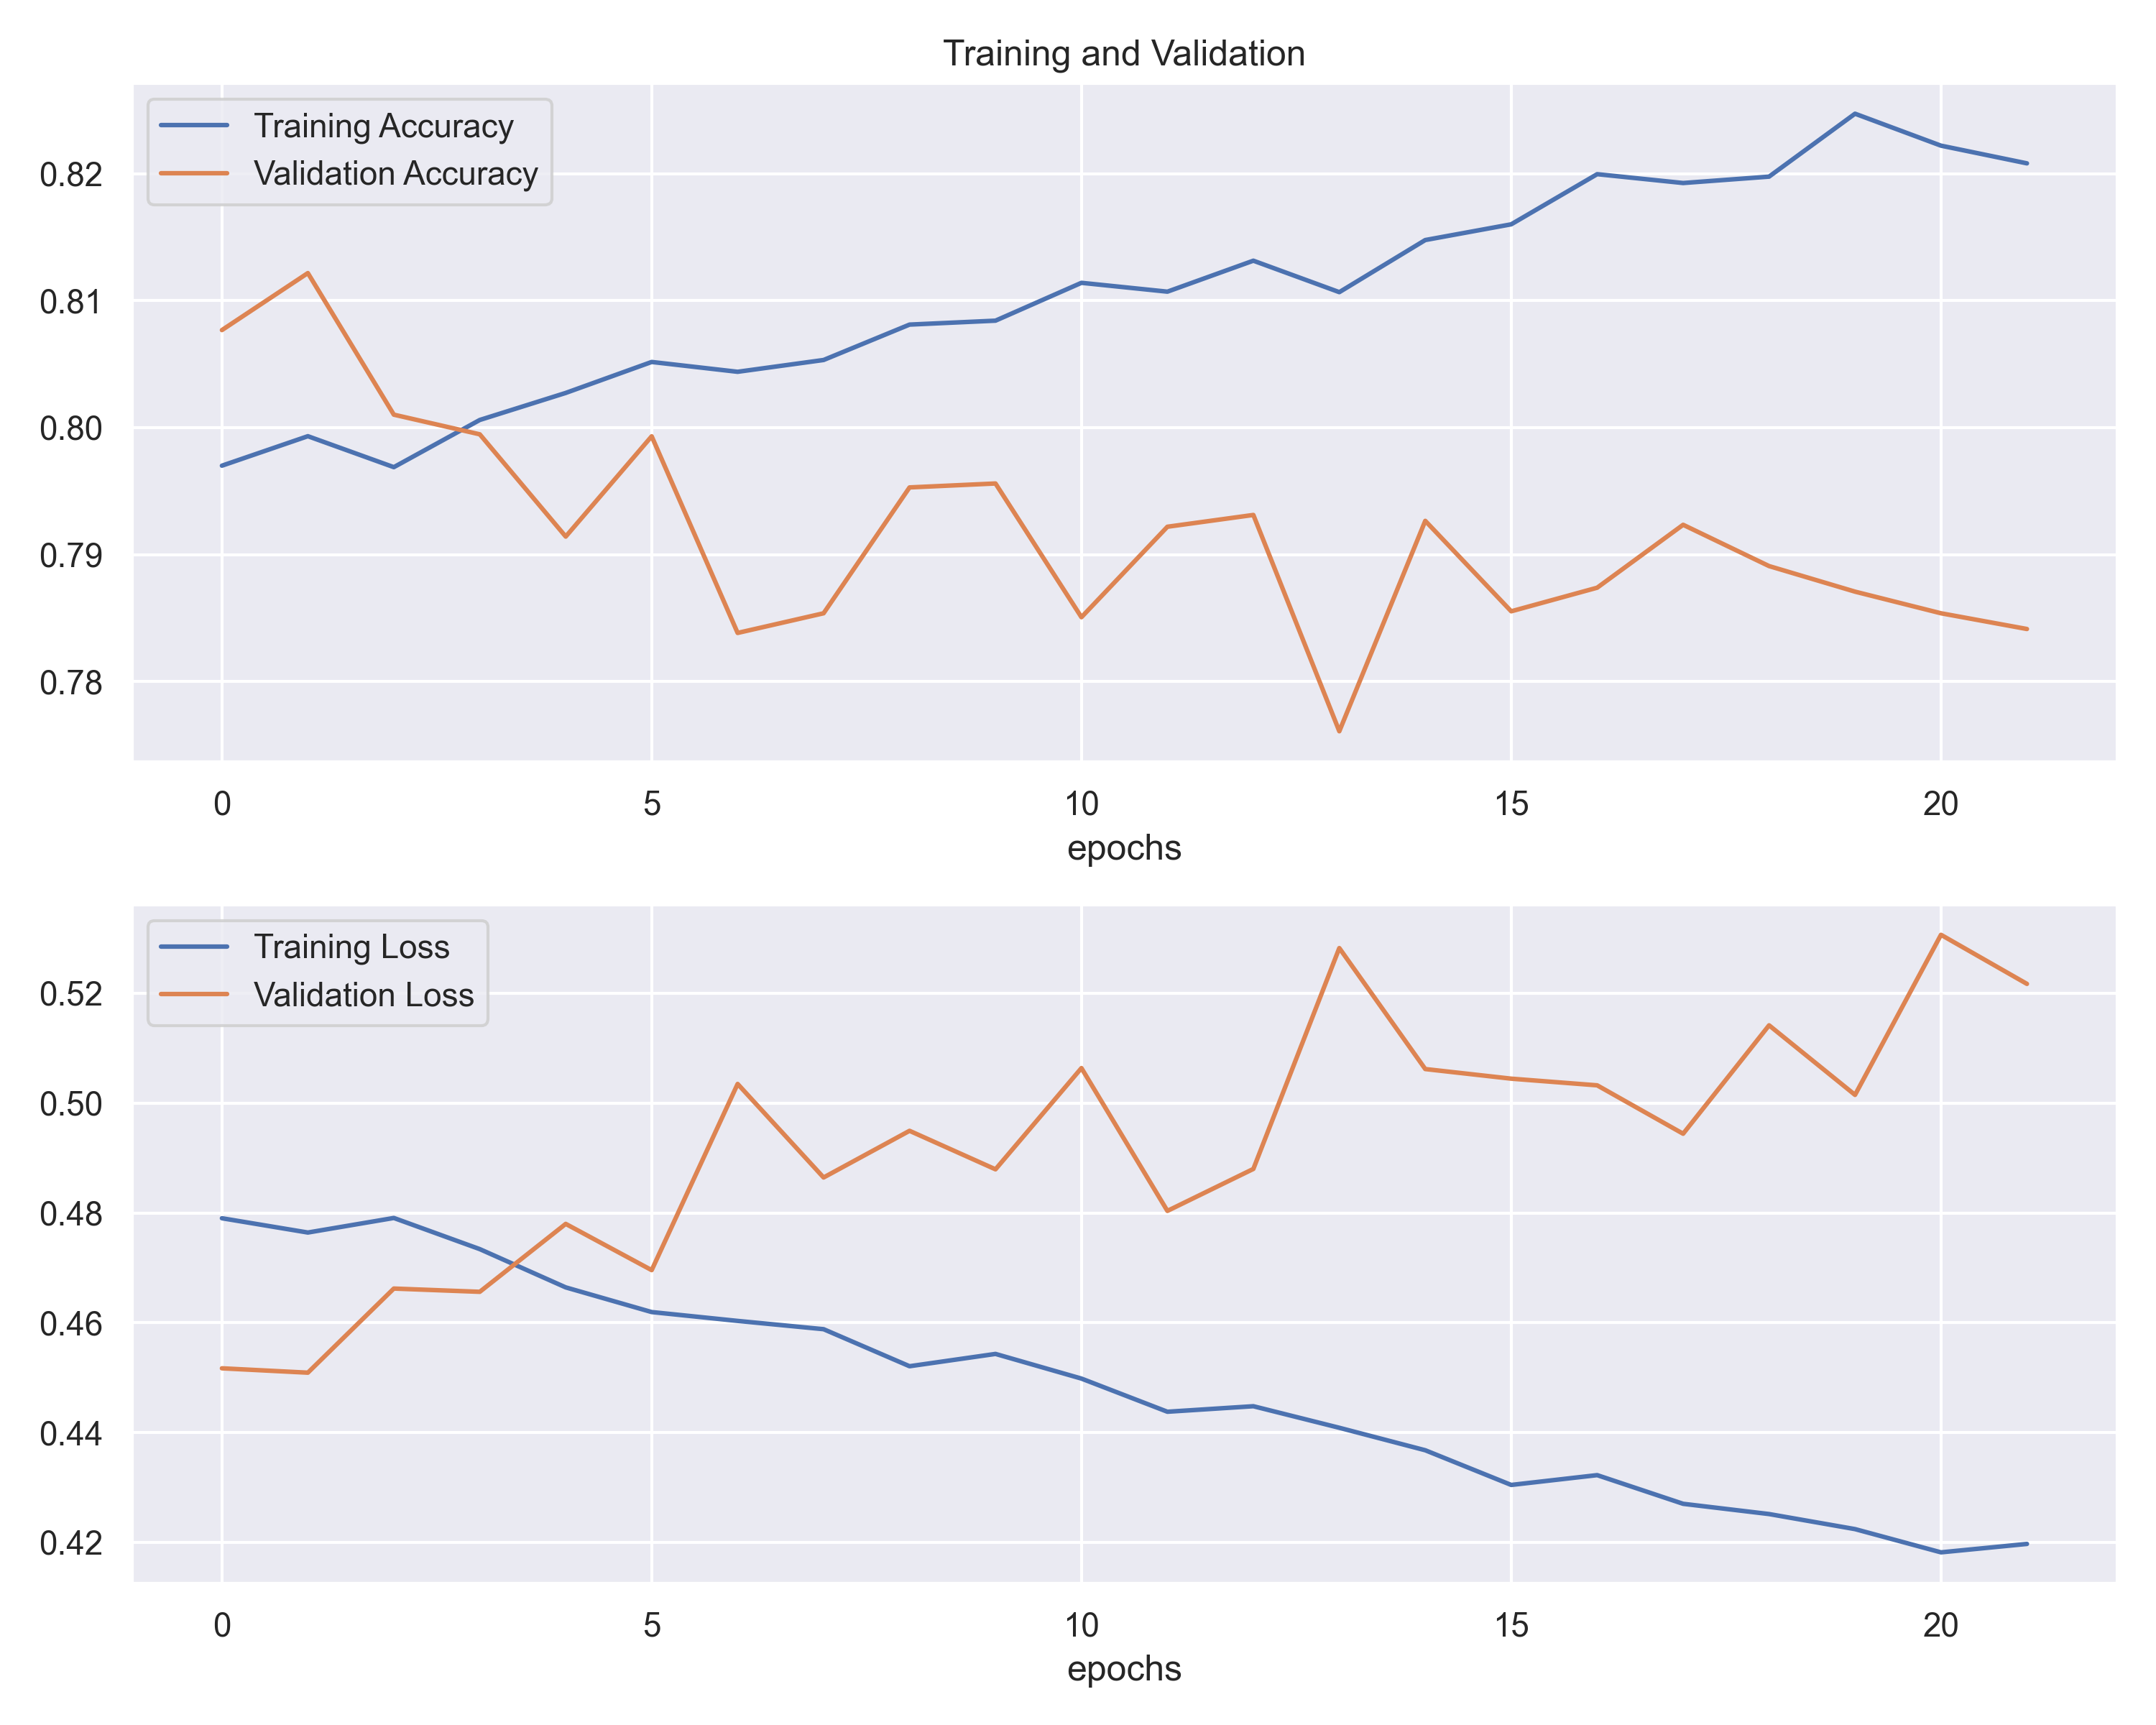 Training and Validation
Training Accuracy
Validation Accuracy
0.82
0.81
0.80
0.79
0.78
0 5 10 15 20
epochs
Training Loss
Validation Loss
0.52
0.50
0.48
0.46
0.44
0.42
0 5 10 15 20
epochs